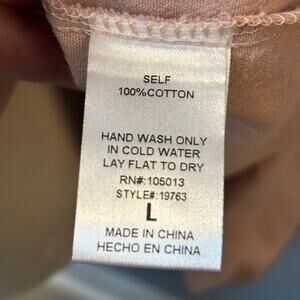 SELF
100%COTTON
HAND WASH ONLY
IN COLD WATER
LAY FLAT TO DRY
RN#:105013
STYLE#:19763
L
MADE IN CHINA
HECHO EN CHINA